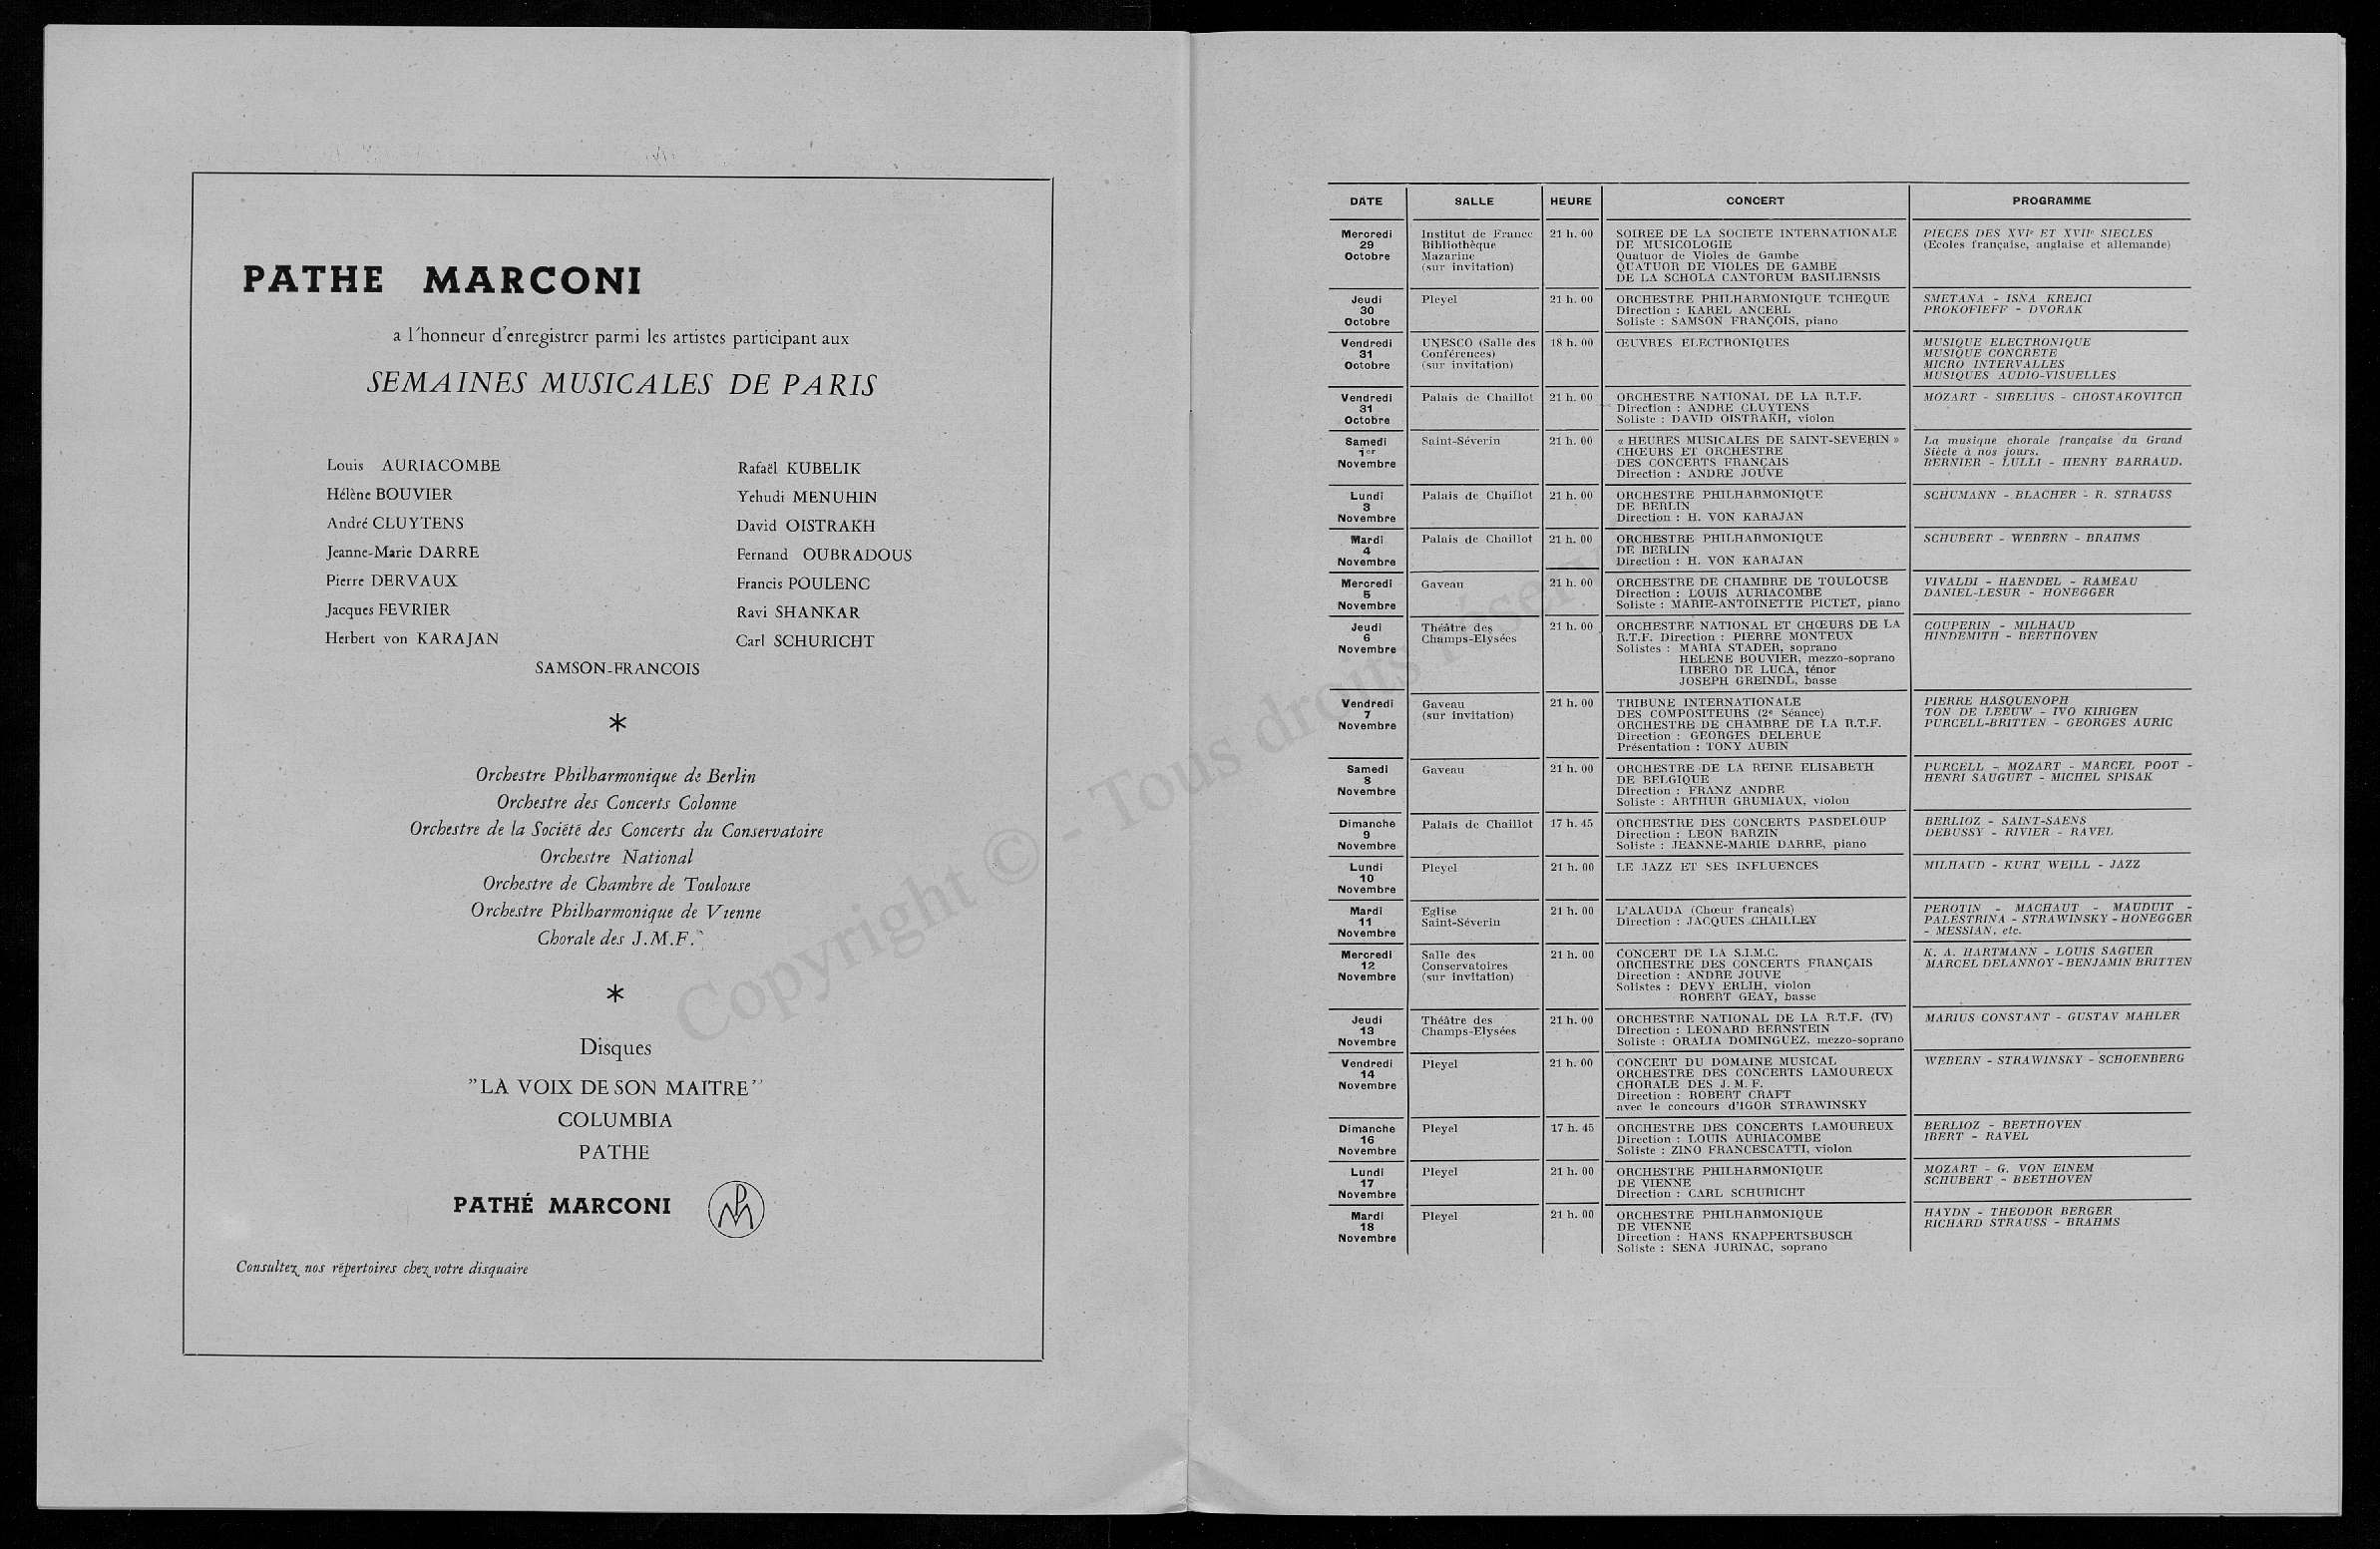 PATHE MARCONI
a l'honneur d'enregistrer parmi les artistes participant aux
SEMAINES MUSICALES DE PARIS
Louis AURIACOMBE
Hélène BOUVIER
André CLUYTENS
Jeanne-Marie DARRE
Pierre DERVAUX
Jacques FEVRIER
Herbert von KARAJAN
Rafaël KUBELIK
Yehudi MENUHIN
David OISTRAKH
Fernand OUBRADOUS
Francis POULENC
Ravi SHANKAR
Carl SCHURICHT
SAMSON-FRANCOIS
*
Orchestre Philharmonique de Berlin
Orchestre des Concerts Colonne
Orchestre de la Société des Concerts du Conservatoire
Orchestre National
Orchestre de Chambre de Toulouse
Orchestre Philharmonique de Vienne
Chorale des J.M.F.
*
Disques
"LA VOIX DE SON MAITRE"
COLUMBIA
PATHE
PATHÉ MARCONI
Consultez nos répertoires chez votre disquaire
Copyright © - Tous droits réservés
DATE SALLE HEURE CONCERT PROGRAMME
Mercredi
29
Octobre
Institut de France
Bibliothèque
Mazarine
(sur invitation)
21 h. 00
SOIREE DE LA SOCIETE INTERNATIONALE
DE MUSICOLOGIE
Quatuor de Violes de Gambe
QUATUOR DE VIOLES DE GAMBE
DE LA SCHOLA CANTORUM BASILIENSIS
PIECES DES XVIe ET XVIIe SIECLES
(Ecoles française, anglaise et allemande)
Jeudi
30
Octobre
Pleyel
21 h. 00
ORCHESTRE PHILHARMONIQUE TCHEQUE
Direction : KAREL ANCERL
Soliste : SAMSON FRANÇOIS, piano
SMETANA - ISNA KREJCI
PROKOFIEFF - DVORAK
Vendredi
31
Octobre
UNESCO (Salle des
Conférences)
(sur invitation)
18 h. 00
ŒUVRES ELECTRONIQUES
MUSIQUE ELECTRONIQUE
MUSIQUE CONCRETE
MICRO INTERVALLES
MUSIQUES AUDIO-VISUELLES
Vendredi
31
Octobre
Palais de Chaillot
21 h. 00
ORCHESTRE NATIONAL DE LA R.T.F.
Direction : ANDRE CLUYTENS
Soliste : DAVID OISTRAKH, violon
MOZART - SIBELIUS - CHOSTAKOVITCH
Samedi
1er
Novembre
Saint-Séverin
21 h. 00
« HEURES MUSICALES DE SAINT-SEVERIN »
CHŒURS ET ORCHESTRE
DES CONCERTS FRANÇAIS
Direction : ANDRE JOUVE
La musique chorale française du Grand
Siècle à nos jours.
BERNIER - LULLI - HENRY BARRAUD.
Lundi
3
Novembre
Palais de Chaillot
21 h. 00
ORCHESTRE PHILHARMONIQUE
DE BERLIN
Direction : H. VON KARAJAN
SCHUMANN - BLACHER - R. STRAUSS
Mardi
4
Novembre
Palais de Chaillot
21 h. 00
ORCHESTRE PHILHARMONIQUE
DE BERLIN
Direction : H. VON KARAJAN
SCHUBERT - WEBERN - BRAHMS
Mercredi
5
Novembre
Gaveau
21 h. 00
ORCHESTRE DE CHAMBRE DE TOULOUSE
Direction : LOUIS AURIACOMBE
Soliste : MARIE-ANTOINETTE PICTET, piano
VIVALDI - HAENDEL - RAMEAU
DANIEL-LESUR - HONEGGER
Jeudi
6
Novembre
Théâtre des
Champs-Elysées
21 h. 00
ORCHESTRE NATIONAL ET CHŒURS DE LA
R.T.F. Direction : PIERRE MONTEUX
Solistes : MARIA STADER, soprano
HELENE BOUVIER, mezzo-soprano
LIBERO DE LUCA, ténor
JOSEPH GREINDL, basse
COUPERIN - MILHAUD
HINDEMITH - BEETHOVEN
Vendredi
7
Novembre
Gaveau
(sur invitation)
21 h. 00
TRIBUNE INTERNATIONALE
DES COMPOSITEURS (2e Séance)
ORCHESTRE DE CHAMBRE DE LA R.T.F.
Direction : GEORGES DELERUE
Présentation : TONY AUBIN
PIERRE HASQUENOPH
TON DE LEEUW - IVO KIRIGEN
PURCELL-BRITTEN - GEORGES AURIC
Samedi
8
Novembre
Gaveau
21 h. 00
ORCHESTRE DE LA REINE ELISABETH
DE BELGIQUE
Direction : FRANZ ANDRE
Soliste : ARTHUR GRUMIAUX, violon
PURCELL - MOZART - MARCEL POOT -
HENRI SAUGUET - MICHEL SPISAK
Dimanche
9
Novembre
Palais de Chaillot
17 h. 45
ORCHESTRE DES CONCERTS PASDELOUP
Direction : LEON BARZIN
Soliste : JEANNE-MARIE DARRE, piano
BERLIOZ - SAINT-SAENS
DEBUSSY - RIVIER - RAVEL
Lundi
10
Novembre
Pleyel
21 h. 00
LE JAZZ ET SES INFLUENCES
MILHAUD - KURT WEILL - JAZZ
Mardi
11
Novembre
Eglise
Saint-Séverin
21 h. 00
L'ALAUDA (Chœur français)
Direction : JACQUES CHAILLEY
PEROTIN - MACHAUT - MAUDUIT -
PALESTRINA - STRAWINSKY - HONEGGER
- MESSIAN, etc.
Mercredi
12
Novembre
Salle des
Conservatoires
(sur invitation)
21 h. 00
CONCERT DE LA S.I.M.C.
ORCHESTRE DES CONCERTS FRANÇAIS
Direction : ANDRE JOUVE
Solistes : DEVY ERLIH, violon
ROBERT GEAY, basse
K. A. HARTMANN - LOUIS SAGUER
MARCEL DELANNOY - BENJAMIN BRITTEN
Jeudi
13
Novembre
Théâtre des
Champs-Elysées
21 h. 00
ORCHESTRE NATIONAL DE LA R.T.F. (IV)
Direction : LEONARD BERNSTEIN
Soliste : ORALIA DOMINGUEZ, mezzo-soprano
MARIUS CONSTANT - GUSTAV MAHLER
Vendredi
14
Novembre
Pleyel
21 h. 00
CONCERT DU DOMAINE MUSICAL
ORCHESTRE DES CONCERTS LAMOUREUX
CHORALE DES J. M. F.
Direction : ROBERT CRAFT
avec le concours d'IGOR STRAWINSKY
WEBERN - STRAWINSKY - SCHOENBERG
Dimanche
16
Novembre
Pleyel
17 h. 45
ORCHESTRE DES CONCERTS LAMOUREUX
Direction : LOUIS AURIACOMBE
Soliste : ZINO FRANCESCATTI, violon
BERLIOZ - BEETHOVEN
IBERT - RAVEL
Lundi
17
Novembre
Pleyel
21 h. 00
ORCHESTRE PHILHARMONIQUE
DE VIENNE
Direction : CARL SCHURICHT
MOZART - G. VON EINEM
SCHUBERT - BEETHOVEN
Mardi
18
Novembre
Pleyel
21 h. 00
ORCHESTRE PHILHARMONIQUE
DE VIENNE
Direction : HANS KNAPPERTSBUSCH
Soliste : SENA JURINAC, soprano
HAYDN - THEODOR BERGER
RICHARD STRAUSS - BRAHMS